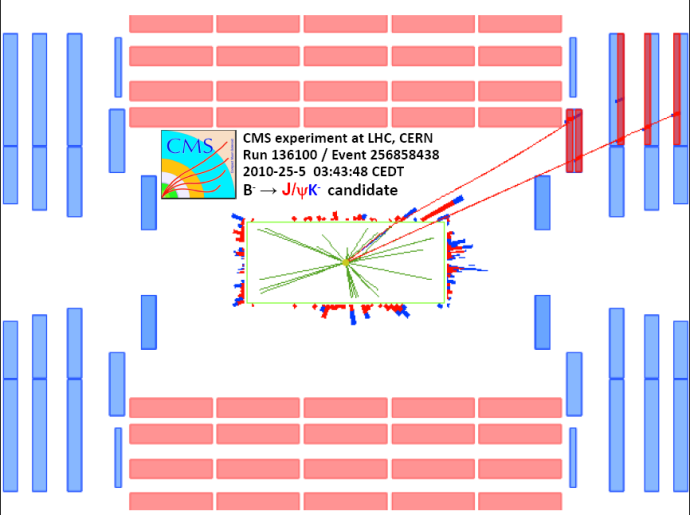 CMS
CMS experiment at LHC, CERN
Run 136100 / Event 256858438
2010-25-5 03:43:48 CEDT
B⁻ → J/ψK⁻ candidate